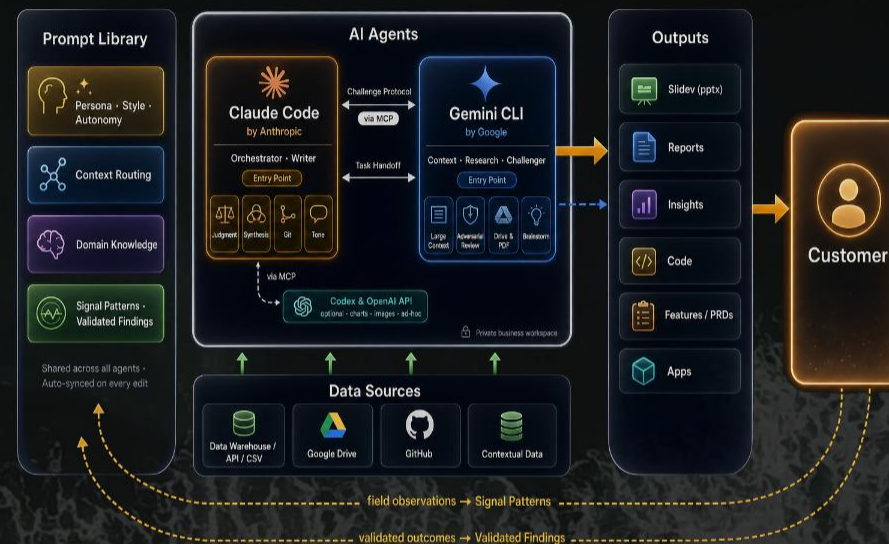 Prompt Library
Persona · Style ·
Autonomy
Context Routing
Domain Knowledge
Signal Patterns ·
Validated Findings
Shared across all agents ·
Auto-synced on every edit
AI Agents
Claude Code
by Anthropic
Orchestrator · Writer
Entry Point
Judgment
Synthesis
Git
Tone
Challenge Protocol
via MCP
Task Handoff
Gemini CLI
by Google
Context · Research · Challenger
Entry Point
Large
Context
Adversarial
Review
Drive &
PDF
Brainstorm
via MCP
Codex & OpenAI API
optional · charts · images · ad-hoc
Private business workspace
Data Sources
Data Warehouse /
API / CSV
Google Drive
GitHub
Contextual Data
Outputs
Slidev (pptx)
Reports
Insights
Code
Features / PRDs
Apps
Customer
field observations → Signal Patterns
validated outcomes → Validated Findings